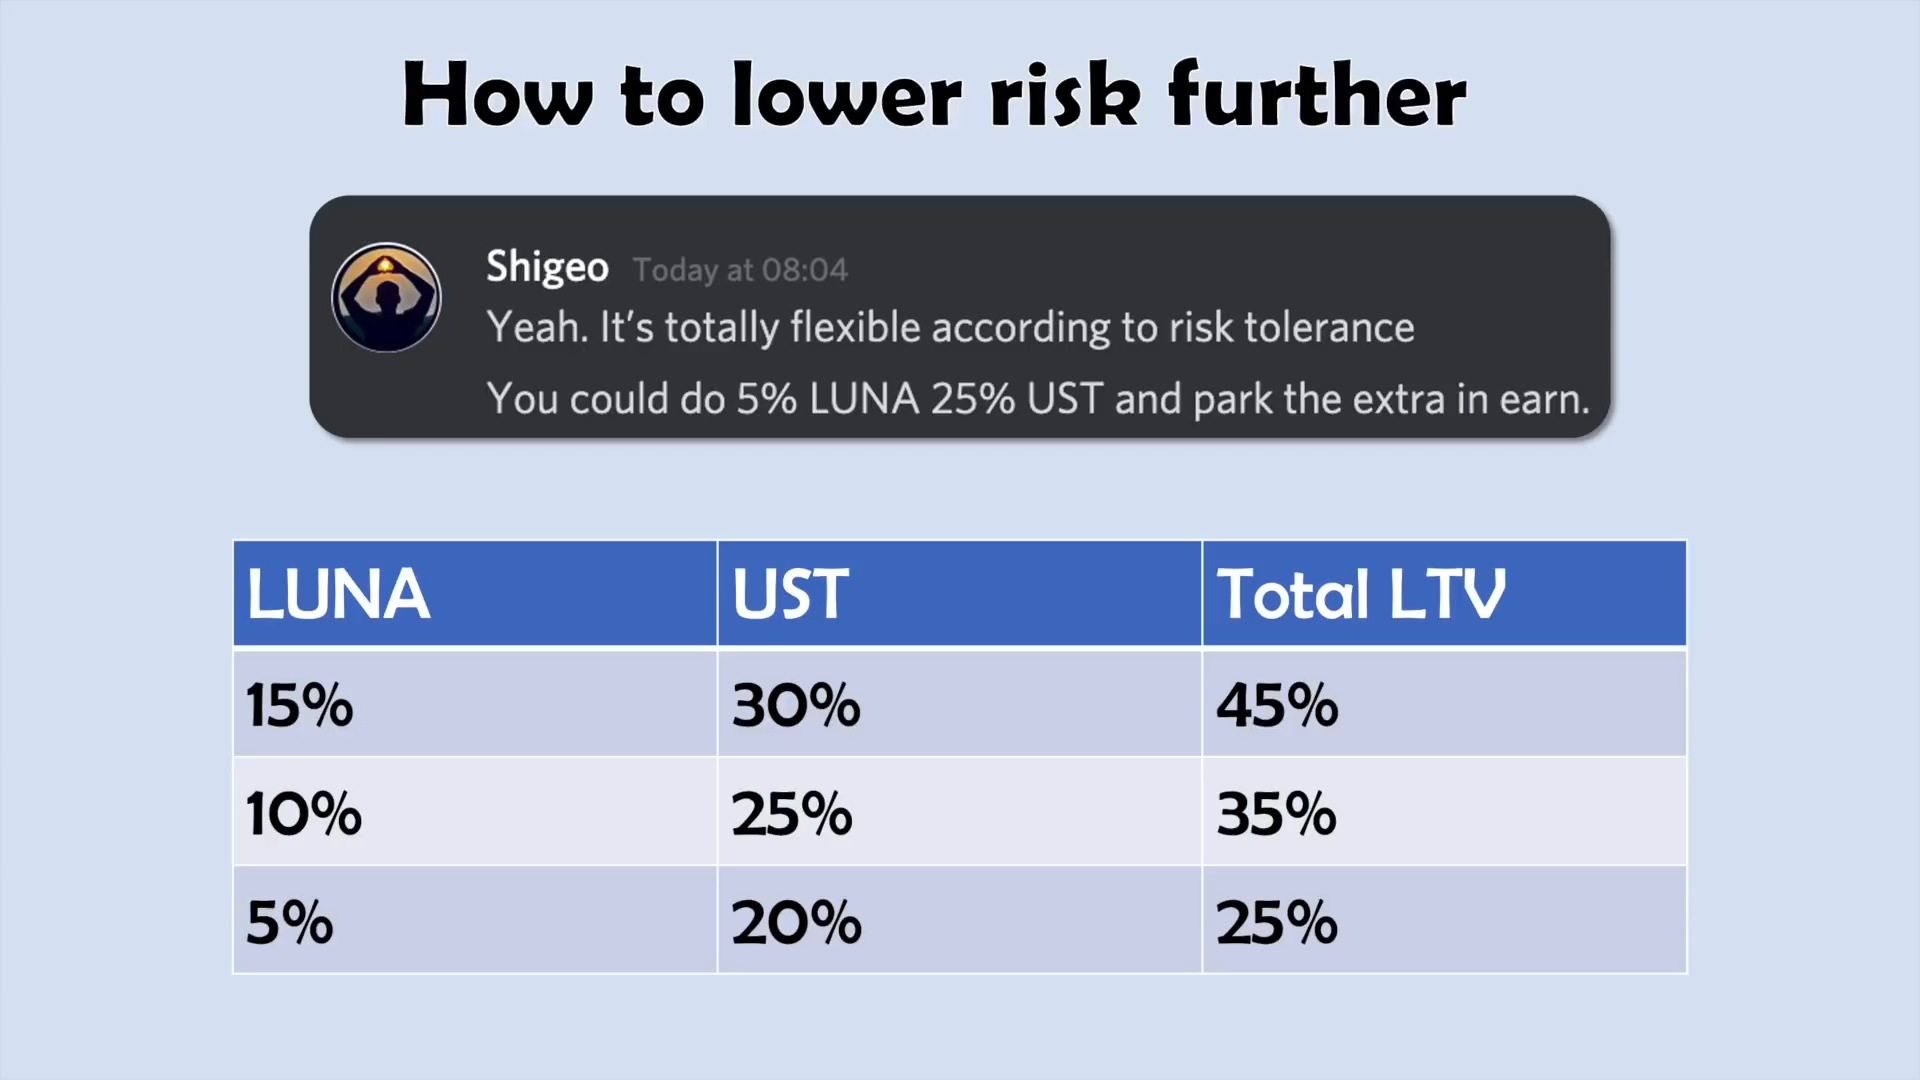 How to lower risk further
Shigeo Today at 08:04
Yeah. It's totally flexible according to risk tolerance
You could do 5% LUNA 25% UST and park the extra in earn.
LUNA UST Total LTV
15% 30% 45%
10% 25% 35%
5% 20% 25%